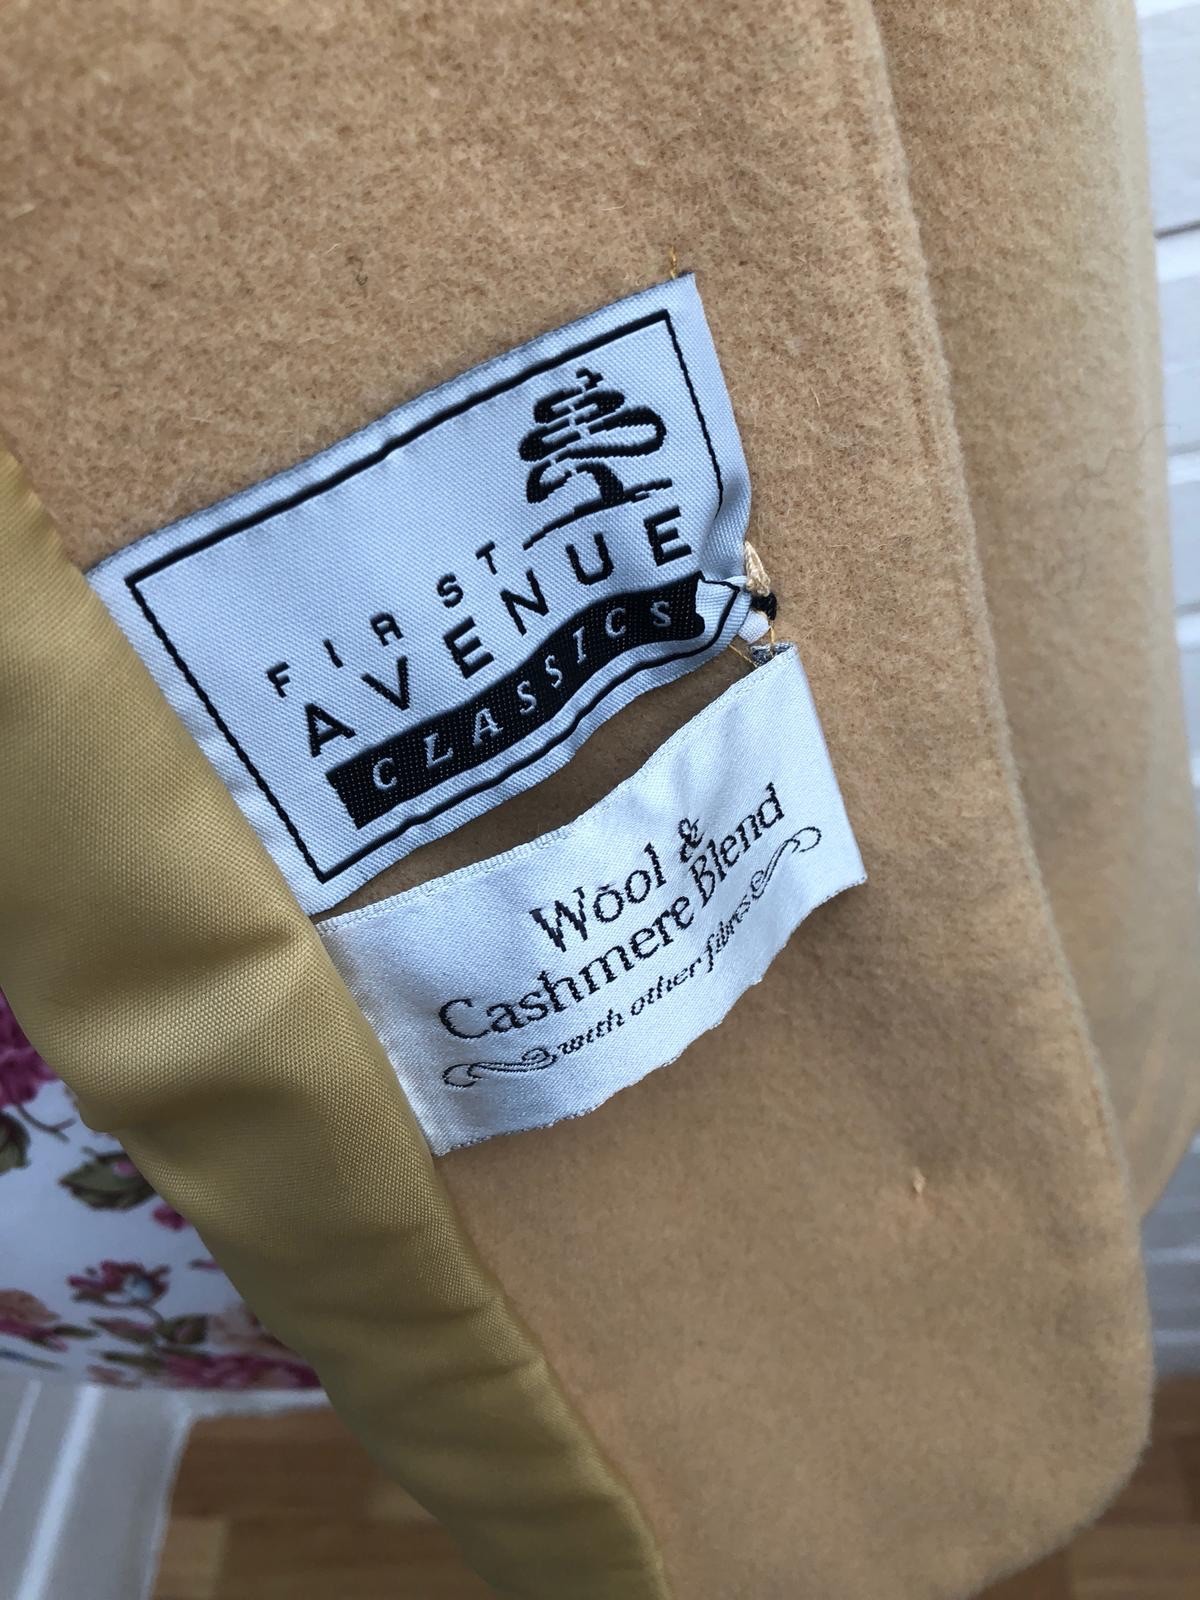 FIRST
AVENUE
CLASSICS
Wool &
Cashmere Blend
with other fibres